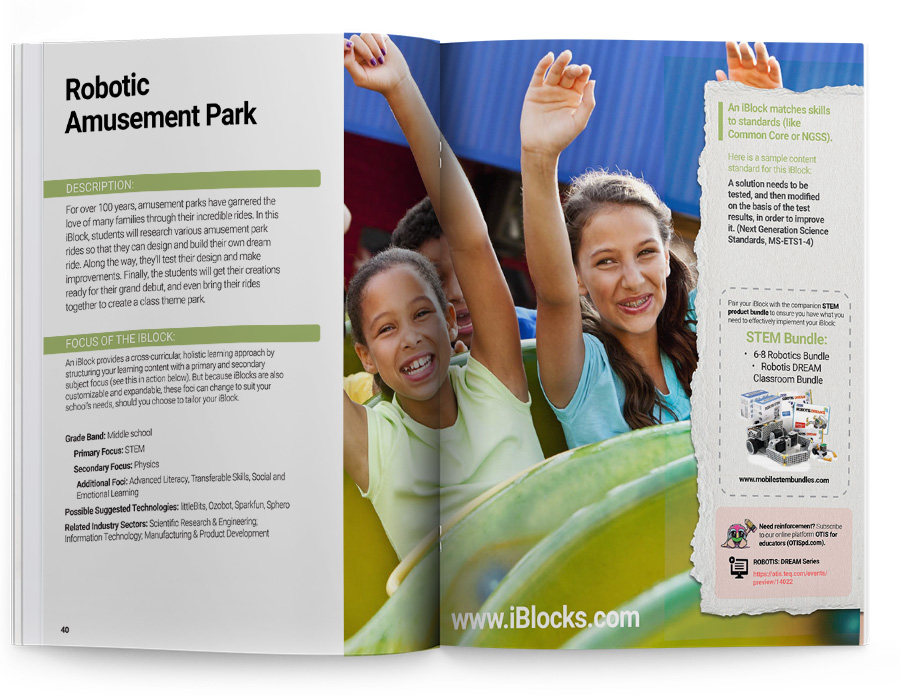 Robotic
Amusement Park
DESCRIPTION:
For over 100 years, amusement parks have garnered the
love of many families through their incredible rides. In this
iBlock, students will research various amusement park
rides so that they can design and build their own dream
ride. Along the way, they'll test their design and make
improvements. Finally, the students will get their creations
ready for their grand debut, and even bring their rides
together to create a class theme park.
FOCUS OF THE IBLOCK:
An iBlock provides a cross-curricular, holistic learning approach by
structuring your learning content with a primary and secondary
subject focus (see this in action below). But because iBlocks are also
customizable and expandable, these foci can change to suit your
school's needs, should you choose to tailor your iBlock.
Grade Band: Middle school
Primary Focus: STEM
Secondary Focus: Physics
Additional Foci: Advanced Literacy, Transferable Skills, Social and
Emotional Learning
Possible Suggested Technologies: littleBits, Ozobot, Sparkfun, Sphero
Related Industry Sectors: Scientific Research & Engineering;
Information Technology; Manufacturing & Product Development
40
www.iBlocks.com
An iBlock matches skills
to standards (like
Common Core or NGSS).
Here is a sample content
standard for this iBlock:
A solution needs to be
tested, and then modified
on the basis of the test
results, in order to improve
it. (Next Generation Science
Standards, MS-ETS1-4)
Pair your iBlock with the companion STEM
product bundle to ensure you have what you
need to effectively implement your iBlock:
STEM Bundle:
• 6-8 Robotics Bundle
• Robotis DREAM
Classroom Bundle
www.mobilestembundles.com
Need reinforcement? Subscribe
to our online platform OTIS for
educators (OTISpd.com).
ROBOTIS: DREAM Series
https://otis.teq.com/events/
preview/14622